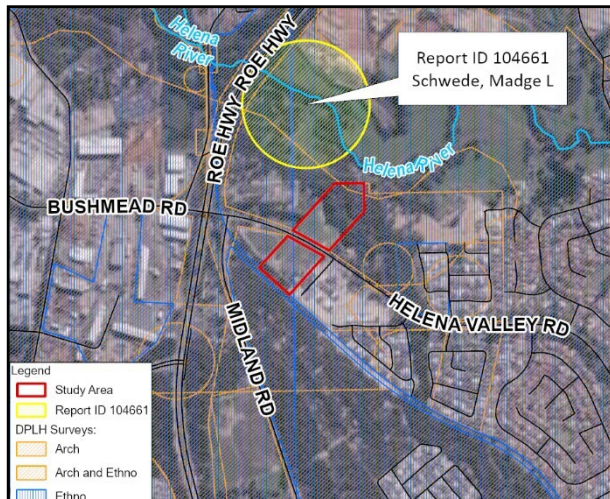 Helena
River
ROE HWY
ROE HWY
Report ID 104661
Schwede, Madge L
Helena River
BUSHMEAD RD
HELENA VALLEY RD
MIDLAND RD
Legend
Study Area
Report ID 104661
DPLH Surveys:
Arch
Arch and Ethno
Ethno